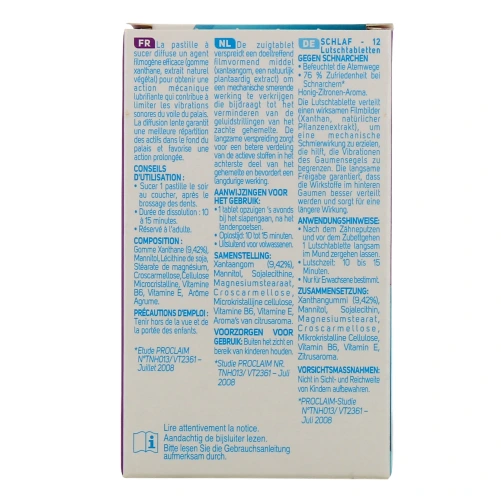 FR La pastille à
sucer diffuse un agent
filmogène efficace (gomme
xanthane, extrait naturel
végétal) pour obtenir une
action mécanique
lubrifiante qui contribue à
limiter les vibrations
sonores du voile du palais.
La diffusion lente garantit
une meilleure répartition
des actifs dans le fond du
palais et favorise une
action prolongée.
CONSEILS
D'UTILISATION :
• Sucer 1 pastille le soir
au coucher, après le
brossage des dents.
• Durée de dissolution : 10
à 15 minutes.
• Réservé à l'adulte.
COMPOSITION :
Gomme Xanthane (9,42%),
Mannitol, Lécithine de soja,
Stéarate de magnésium,
Croscarmellose, Cellulose
Microcristalline, Vitamine
B6, Vitamine E, Arôme
Agrume.
PRÉCAUTIONS D'EMPLOI :
Tenir hors de la vue et de
la portée des enfants.
*Etude PROCLAIM
N°TNH013/ VT2361 –
Juillet 2008
NL De zuigtablet
verspreidt een doeltreffend
filmvormend middel
(xantaangom, een natuurlijk
plantaardig extract) om
een mechanische smerende
werking te verkrijgen
die bijdraagt tot het
verminderen van de
geluidstrillingen van het
zachte gehemelte. De
langzame verspreiding zorgt
voor een betere verdeling
van de actieve stoffen in het
achterste deel van het
gehemelte en bevordert een
langdurige werking.
AANWIJZINGEN VOOR
HET GEBRUIK:
• 1 tablet opzuigen 's avonds
bij het slapengaan, na het
tandenpoetsen.
• Oplostijd: 10 tot 15 minuten.
• Uitsluitend voor volwassenen.
SAMENSTELLING:
Xantaangom (9,42%),
Mannitol, Sojalecithine,
Magnesiumstearaat,
Croscarmellose,
Microkristallijne cellulose,
Vitamine B6, Vitamine E,
Aroma's van citrusaroma.
VOORZORGEN VOOR
GEBRUIK: Buiten het zicht en
bereik van kinderen houden.
*Studie PROCLAIM NR.
TNH013/ VT2361 – Juli
2008
DE SCHLAF - 12
Lutschtabletten
GEGEN SCHNARCHEN
• Befeuchtet die Atemwege
• 76 % Zufriedenheit bei
Schnarchen*
Honig-Zitronen-Aroma.
Die Lutschtablette verteilt
einen wirksamen Filmbilder
(Xanthan, natürlicher
Pflanzenextrakt), um
eine mechanische
Schmierwirkung zu erzielen,
die hilft, die Vibrationen
des Gaumensegels zu
begrenzen. Die langsame
Freigabe garantiert, dass
die Wirkstoffe im hinteren
Gaumen besser verteilt
werden und sorgt für eine
längere Wirkung.
ANWENDUNGSHINWEISE:
• Nach dem Zähneputzen
und vor dem Zubettgehen
1 Lutschtablette langsam
im Mund zergehen lassen.
• Lutschzeit: 10 bis 15
Minuten.
• Nur für Erwachsene bestimmt.
ZUSAMMENSETZUNG:
Xanthangummi (9,42%),
Mannitol, Sojalecithin,
Magnesiumstearat,
Croscarmellose,
Mikrokristalline Cellulose,
Vitamin B6, Vitamin E,
Zitrusaroma.
VORSICHTSMASSNAHMEN:
Nicht in Sicht- und Reichweite
von Kindern aufbewahren.
*PROCLAIM-Studie
N°TNH013/ VT2361 –
Juli 2008
Lire attentivement la notice.
Aandachtig de bijsluiter lezen.
Bitte lesen Sie die Gebrauchsanleitung
aufmerksam durch.